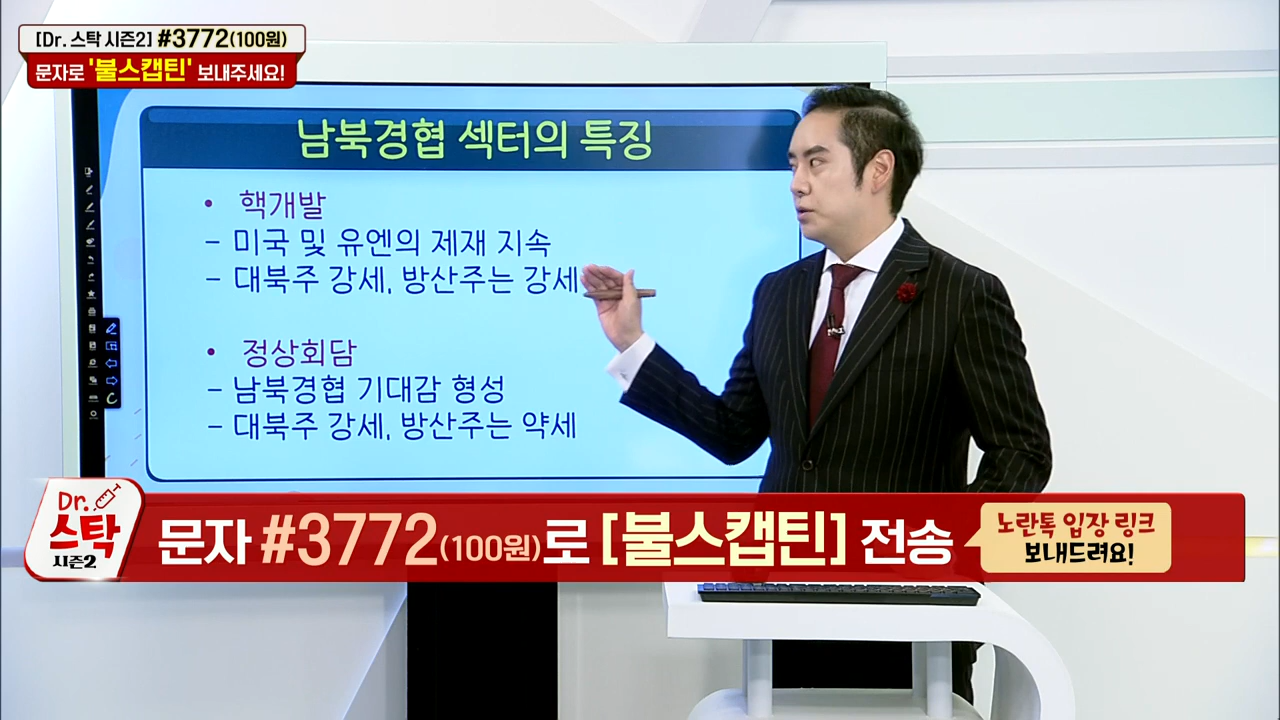 [Dr. 스탁 시즌2] #3772(100원)
문자로 '불스캡틴' 보내주세요!
남북경협 섹터의 특징
• 핵개발
- 미국 및 유엔의 제재 지속
- 대북주 강세, 방산주는 강세
• 정상회담
- 남북경협 기대감 형성
- 대북주 강세, 방산주는 약세
Dr.
스탁
시즌2
문자 #3772(100원)로 [불스캡틴] 전송
노란톡 입장 링크
보내드려요!